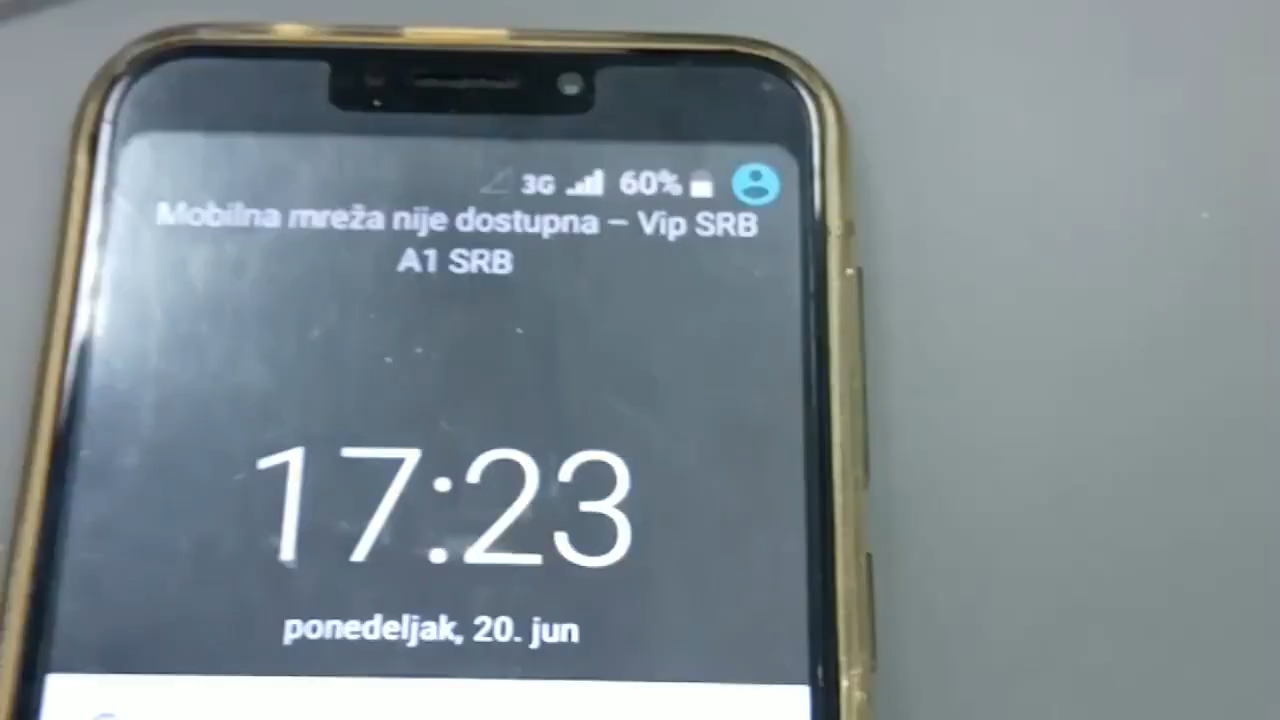 3G 60%
Mobilna mreža nije dostupna – Vip SRB
A1 SRB
17:23
ponedeljak, 20. jun